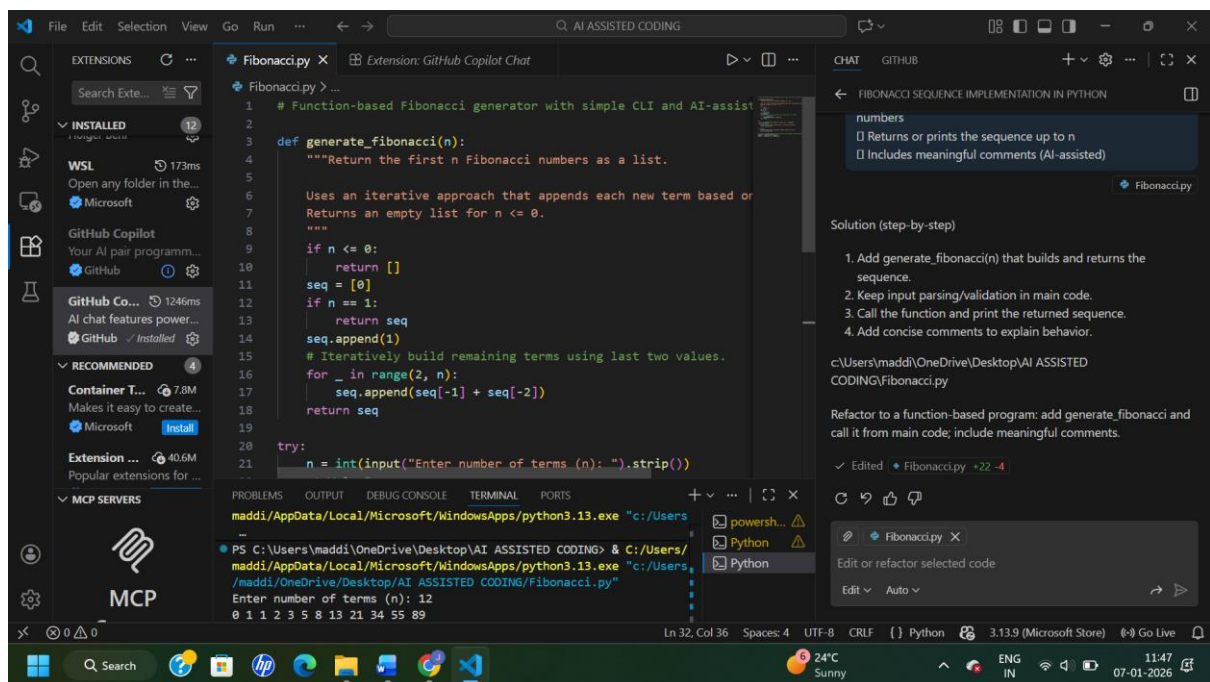 File Edit Selection View Go Run ··· AI ASSISTED CODING
EXTENSIONS
Search Exte...
INSTALLED 12
WSL 173ms
Open any folder in the...
Microsoft
GitHub Copilot
Your AI pair programm...
GitHub
GitHub Co... 1246ms
AI chat features power...
GitHub ✓ Installed
RECOMMENDED 4
Container T... 7.8M
Makes it easy to create...
Microsoft Install
Extension ... 40.6M
Popular extensions for ...
MCP SERVERS
MCP
Fibonacci.py Extension: GitHub Copilot Chat
Fibonacci.py > ...
1 # Function-based Fibonacci generator with simple CLI and AI-assist
2
3 def generate_fibonacci(n):
4 """Return the first n Fibonacci numbers as a list.
5
6 Uses an iterative approach that appends each new term based or
7 Returns an empty list for n <= 0.
8 """
9 if n <= 0:
10 return []
11 seq = [0]
12 if n == 1:
13 return seq
14 seq.append(1)
15 # Iteratively build remaining terms using last two values.
16 for _ in range(2, n):
17 seq.append(seq[-1] + seq[-2])
18 return seq
19
20 try:
21 n = int(input("Enter number of terms (n): ").strip())
PROBLEMS OUTPUT DEBUG CONSOLE TERMINAL PORTS
maddi/AppData/Local/Microsoft/WindowsApps/python3.13.exe "c:/Users
…
PS C:\Users\maddi\OneDrive\Desktop\AI ASSISTED CODING> & C:/Users/
maddi/AppData/Local/Microsoft/WindowsApps/python3.13.exe "c:/Users
/maddi/OneDrive/Desktop/AI ASSISTED CODING/Fibonacci.py"
Enter number of terms (n): 12
0 1 1 2 3 5 8 13 21 34 55 89
powersh...
Python
Python
CHAT GITHUB
FIBONACCI SEQUENCE IMPLEMENTATION IN PYTHON
numbers
▯ Returns or prints the sequence up to n
▯ Includes meaningful comments (AI-assisted)
Fibonacci.py
Solution (step-by-step)
1. Add generate_fibonacci(n) that builds and returns the
sequence.
2. Keep input parsing/validation in main code.
3. Call the function and print the returned sequence.
4. Add concise comments to explain behavior.
c:\Users\maddi\OneDrive\Desktop\AI ASSISTED
CODING\Fibonacci.py
Refactor to a function-based program: add generate_fibonacci and
call it from main code; include meaningful comments.
✓ Edited Fibonacci.py +22 -4
Fibonacci.py
Edit or refactor selected code
Edit Auto
0 0 Ln 32, Col 36 Spaces: 4 UTF-8 CRLF { } Python 3.13.9 (Microsoft Store) Go Live
Search
6 24°C
Sunny
ENG
IN
11:47
07-01-2026